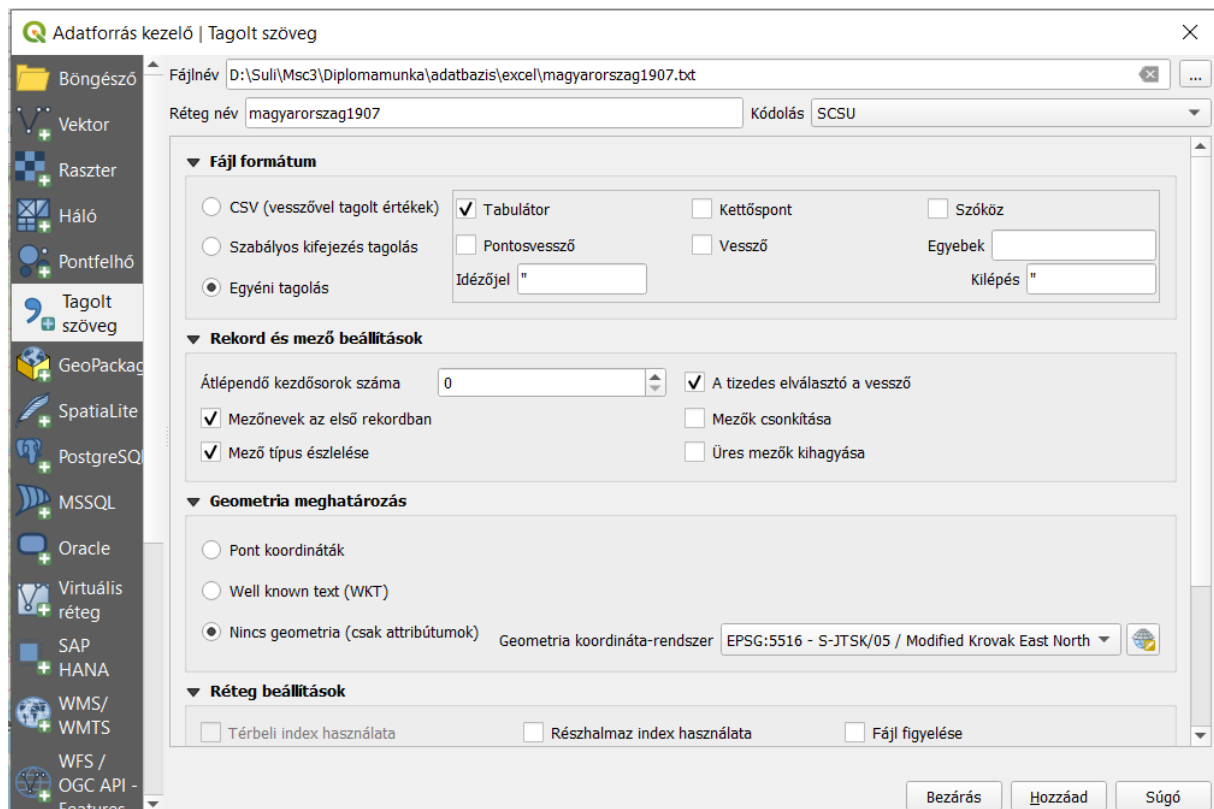 Adatforrás kezelő | Tagolt szöveg
Böngésző
Vektor
Raszter
Háló
Pontfelhő
Tagolt
szöveg
GeoPackag
SpatiaLite
PostgreSQ
MSSQL
Oracle
Virtuális
réteg
SAP
HANA
WMS/
WMTS
WFS /
OGC API -
Features
Fájlnév D:\Suli\Msc3\Diplomamunka\adatbazis\excel\magyarorszag1907.txt ...
Réteg név magyarorszag1907 Kódolás SCSU
Fájl formátum
CSV (vesszővel tagolt értékek) Tabulátor Kettőspont Szóköz
Szabályos kifejezés tagolás Pontosvessző Vessző Egyebek
Egyéni tagolás Idézőjel " Kilépés "
Rekord és mező beállítások
Átlépendő kezdősorok száma 0 A tizedes elválasztó a vessző
Mezőnevek az első rekordban Mezők csonkítása
Mező típus észlelése Üres mezők kihagyása
Geometria meghatározás
Pont koordináták
Well known text (WKT)
Nincs geometria (csak attribútumok) Geometria koordináta-rendszer EPSG:5516 - S-JTSK/05 / Modified Krovak East North
Réteg beállítások
Térbeli index használata Részhalmaz index használata Fájl figyelése
Bezárás Hozzáad Súgó